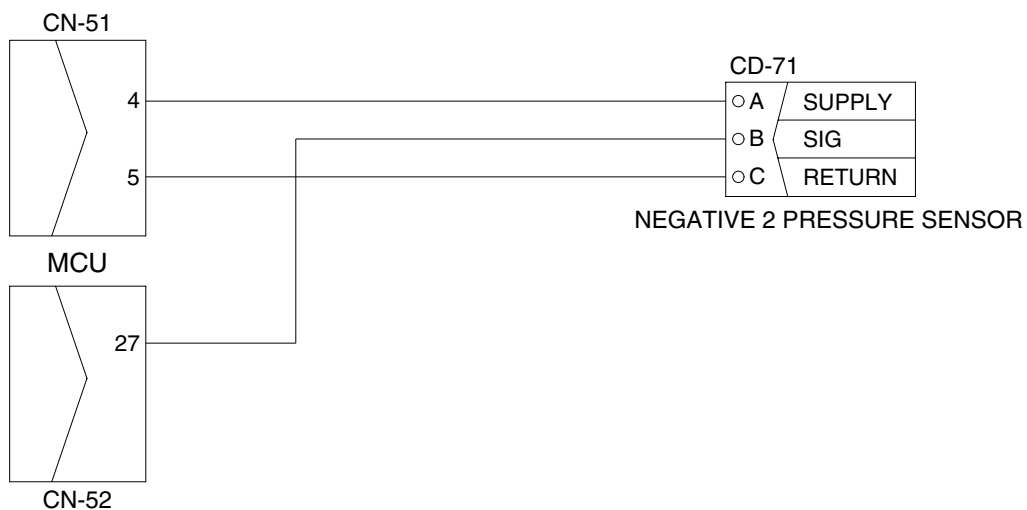 CN-51
CD-71
4
A SUPPLY
B SIG
5
C RETURN
NEGATIVE 2 PRESSURE SENSOR
MCU
27
CN-52